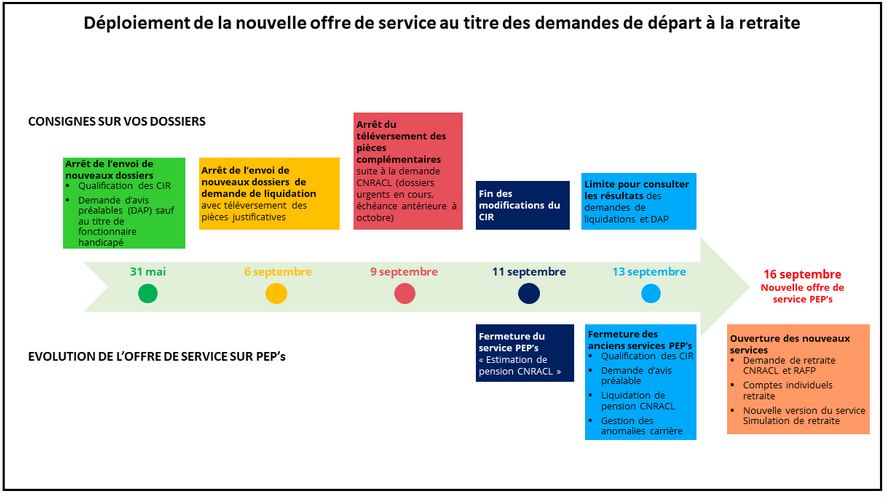 Déploiement de la nouvelle offre de service au titre des demandes de départ à la retraite
CONSIGNES SUR VOS DOSSIERS
Arrêt de l'envoi de
nouveaux dossiers
▪ Qualification des CIR
▪ Demande d'avis
préalables (DAP) sauf
au titre de
fonctionnaire
handicapé
Arrêt de l'envoi de
nouveaux dossiers de
demande de liquidation
avec téléversement des
pièces justificatives
Arrêt du
téléversement des
pièces
complémentaires
suite à la demande
CNRACL (dossiers
urgents en cours,
échéance antérieure à
octobre)
Fin des
modifications du
CIR
Limite pour consulter
les résultats des
demandes de
liquidations et DAP
31 mai
6 septembre
9 septembre
11 septembre
13 septembre
16 septembre
Nouvelle offre de
service PEP's
EVOLUTION DE L'OFFRE DE SERVICE SUR PEP's
Fermeture du
service PEP's
« Estimation de
pension CNRACL »
Fermeture des
anciens services PEP's
▪ Qualification des CIR
▪ Demande d'avis
préalable
▪ Liquidation de
pension CNRACL
▪ Gestion des
anomalies carrière
Ouverture des nouveaux
services
▪ Demande de retraite
CNRACL et RAFP
▪ Comptes individuels
retraite
▪ Nouvelle version du service
Simulation de retraite